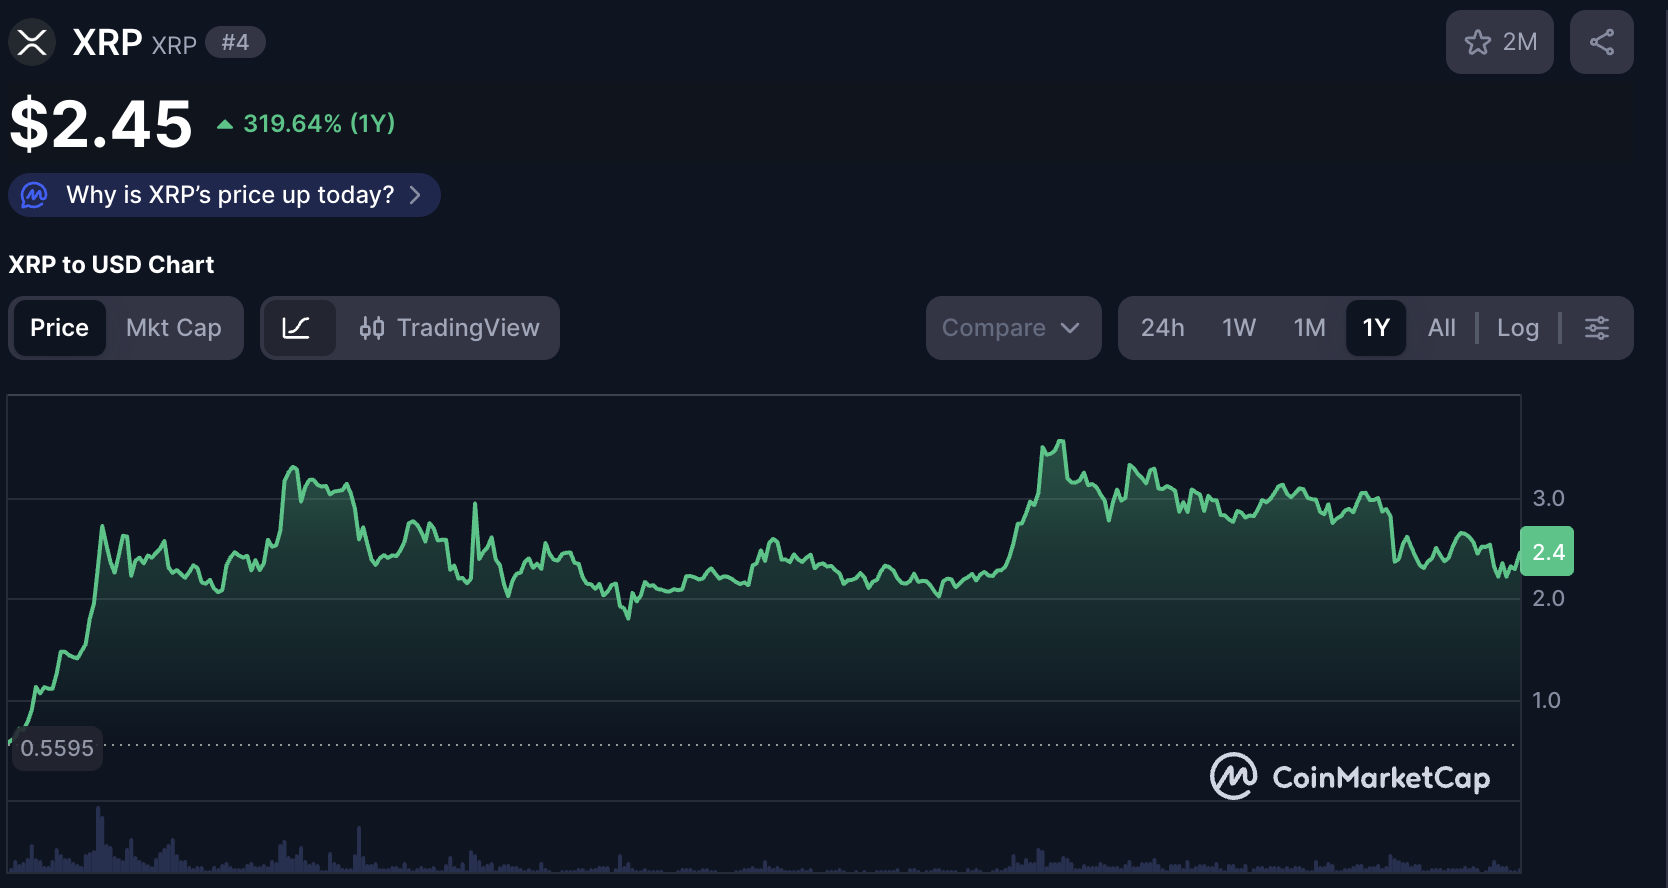 XRP XRP #4
2M
$2.45 319.64% (1Y)
Why is XRP's price up today?
XRP to USD Chart
Price Mkt Cap TradingView Compare 24h 1W 1M 1Y All Log
3.0
2.4
2.0
1.0
0.5595
CoinMarketCap